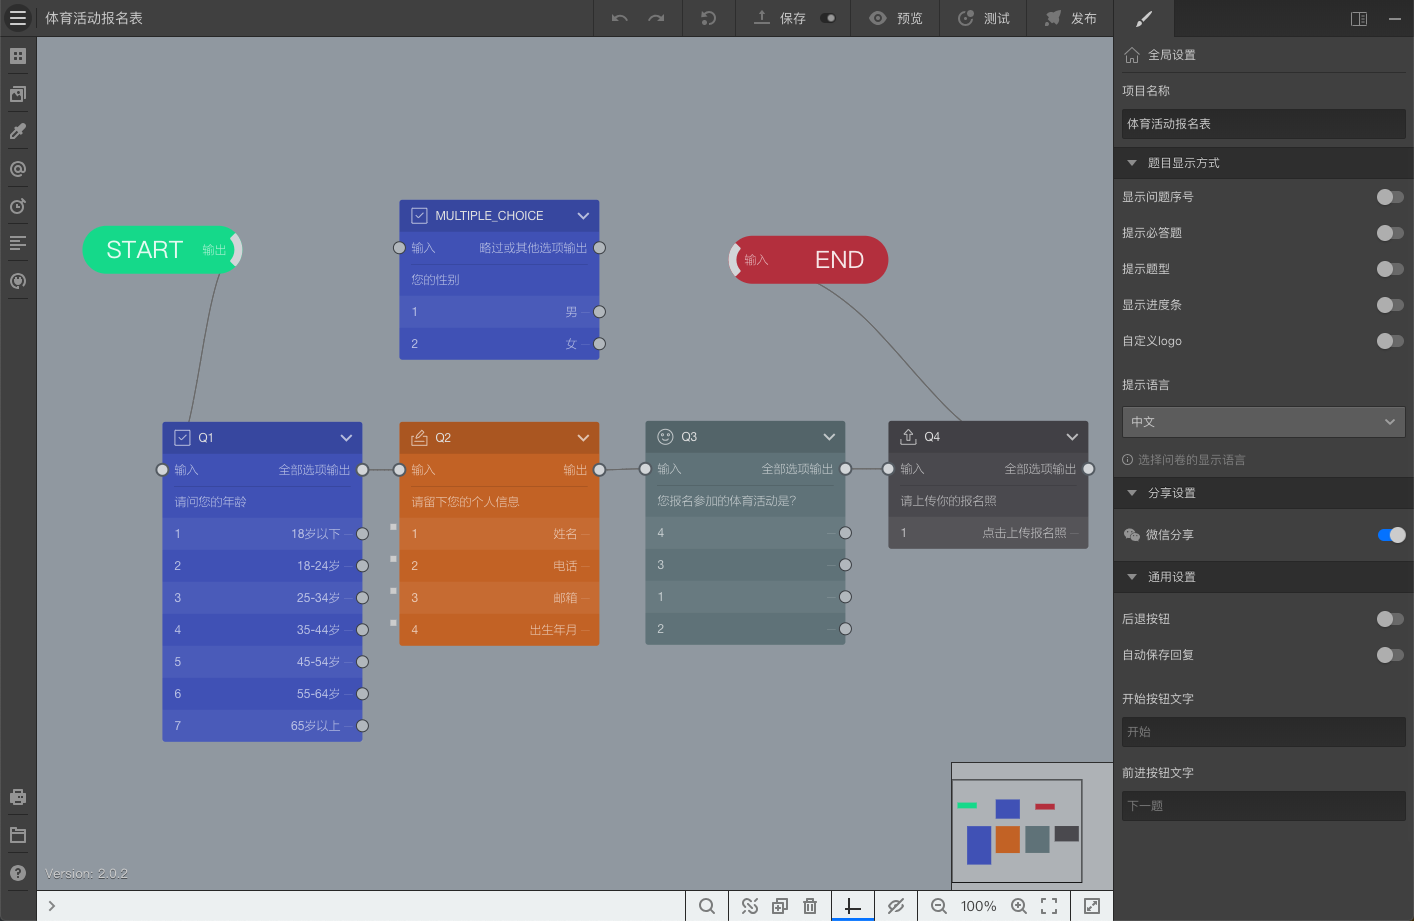 体育活动报名表
保存
预览
测试
发布
全局设置
项目名称
体育活动报名表
题目显示方式
显示问题序号
提示必答题
提示题型
显示进度条
自定义logo
提示语言
中文
选择问卷的显示语言
分享设置
微信分享
通用设置
后退按钮
自动保存回复
开始按钮文字
开始
前进按钮文字
下一题
START 输出
MULTIPLE_CHOICE
输入 略过或其他选项输出
您的性别
1 男
2 女
输入 END
Q1
输入 全部选项输出
请问您的年龄
1 18岁以下
2 18-24岁
3 25-34岁
4 35-44岁
5 45-54岁
6 55-64岁
7 65岁以上
Q2
输入 输出
请留下您的个人信息
1 姓名
2 电话
3 邮箱
4 出生年月
Q3
输入 全部选项输出
您报名参加的体育活动是?
4
3
1
2
Q4
输入 全部选项输出
请上传你的报名照
1 点击上传报名照
Version: 2.0.2
100%